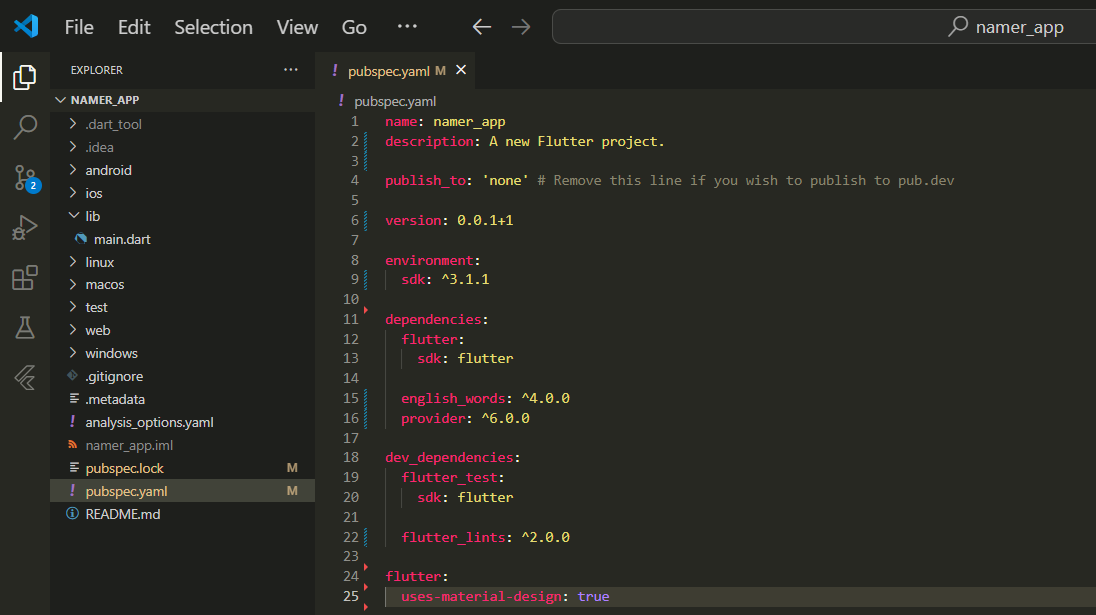 File Edit Selection View Go ··· namer_app
EXPLORER ···
NAMER_APP
.dart_tool
.idea
android
ios
lib
main.dart
linux
macos
test
web
windows
.gitignore
.metadata
analysis_options.yaml
namer_app.iml
pubspec.lock M
pubspec.yaml M
README.md
2
! pubspec.yaml M
! pubspec.yaml
1 name: namer_app
2 description: A new Flutter project.
3
4 publish_to: 'none' # Remove this line if you wish to publish to pub.dev
5
6 version: 0.0.1+1
7
8 environment:
9 sdk: ^3.1.1
10
11 dependencies:
12 flutter:
13 sdk: flutter
14
15 english_words: ^4.0.0
16 provider: ^6.0.0
17
18 dev_dependencies:
19 flutter_test:
20 sdk: flutter
21
22 flutter_lints: ^2.0.0
23
24 flutter:
25 uses-material-design: true